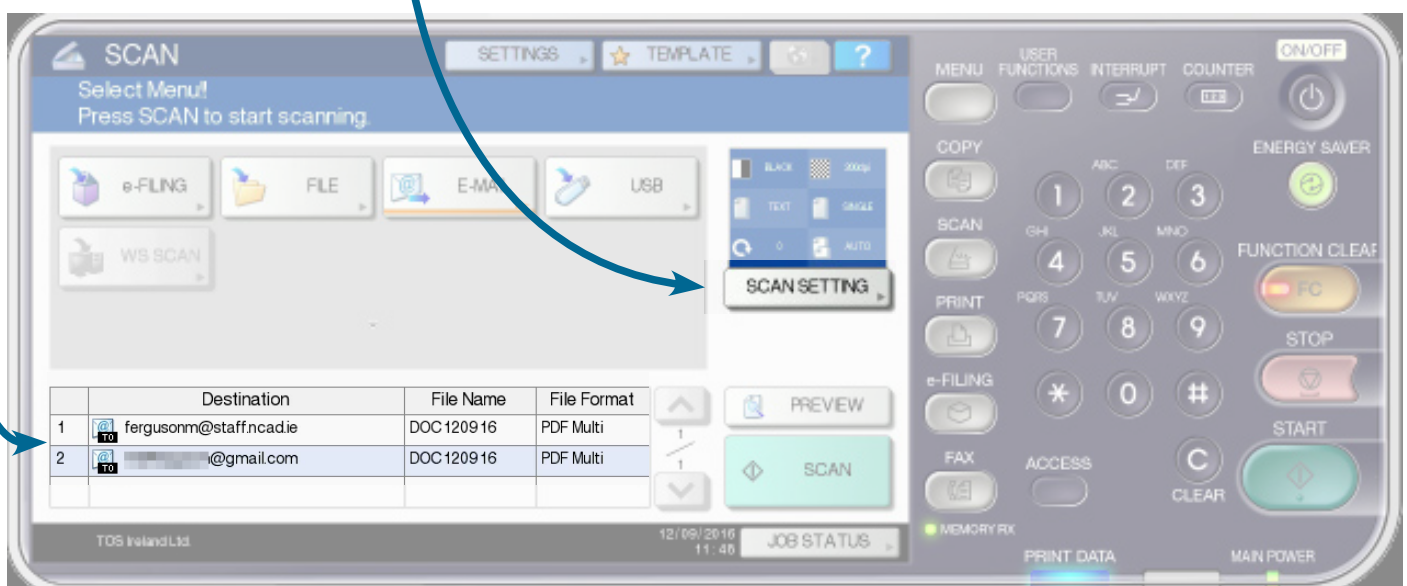 SCAN
SETTINGS
TEMPLATE
?
Select Menu!!
Press SCAN to start scanning.
e-FILING
FILE
E-MAI
USB
WS SCAN
BLACK
200dpi
TEXT
SINGLE
0
AUTO
SCAN SETTING
Destination File Name File Format
1 TO fergusonm@staff.ncad.ie DOC120916 PDF Multi
2 TO @gmail.com DOC120916 PDF Multi
1
1
PREVIEW
SCAN
TOS Ireland Ltd.
12/09/2016
11:46
JOB STATUS
MENU
USER
FUNCTIONS
INTERRUPT
COUNTER
ON/OFF
COPY
ENERGY SAVER
ABC
DEF
1
2
3
SCAN
GHI
JKL
MNO
4
5
6
FUNCTION CLEAR
FC
PRINT
PQRS
TUV
WXYZ
7
8
9
STOP
e-FILING
*
0
#
START
FAX
ACCESS
C
CLEAR
MEMORY RX
PRINT DATA
MAIN POWER